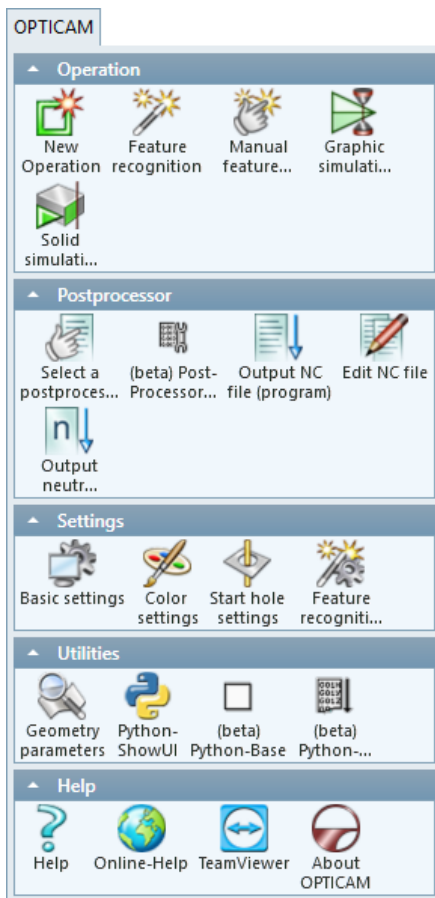 OPTICAM
Operation
New Feature Manual Graphic
Operation recognition feature... simulati...
Solid
simulati...
Postprocessor
Select a (beta) Post- Output NC Edit NC file
postproces... Processor... file (program)
n
Output
neutr...
Settings
Basic settings Color Start hole Feature
settings settings recogniti...
Utilities
Geometry Python- (beta) (beta)
parameters ShowUI Python-Base Python-...
Help
Help Online-Help TeamViewer About
OPTICAM